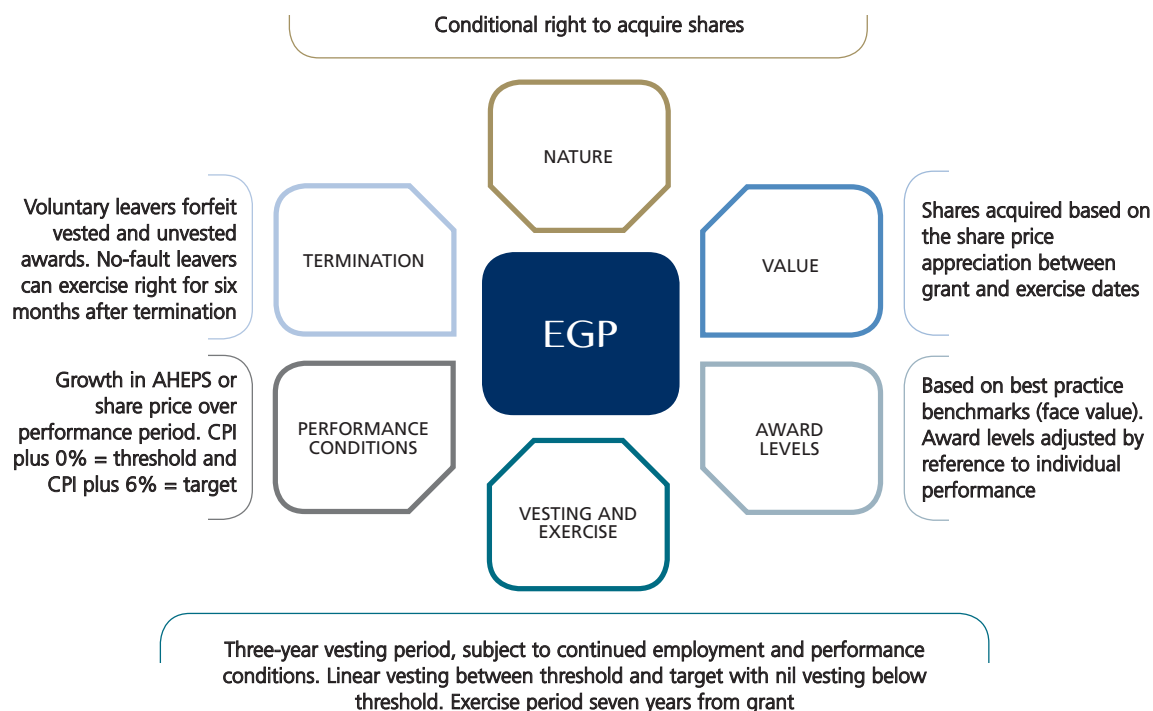 Conditional right to acquire shares
NATURE
Voluntary leavers forfeit
vested and unvested
awards. No-fault leavers
can exercise right for six
months after termination
TERMINATION
VALUE
Shares acquired based on
the share price
appreciation between
grant and exercise dates
EGP
Growth in AHEPS or
share price over
performance period. CPI
plus 0% = threshold and
CPI plus 6% = target
PERFORMANCE
CONDITIONS
AWARD
LEVELS
Based on best practice
benchmarks (face value).
Award levels adjusted by
reference to individual
performance
VESTING AND
EXERCISE
Three-year vesting period, subject to continued employment and performance
conditions. Linear vesting between threshold and target with nil vesting below
threshold. Exercise period seven years from grant